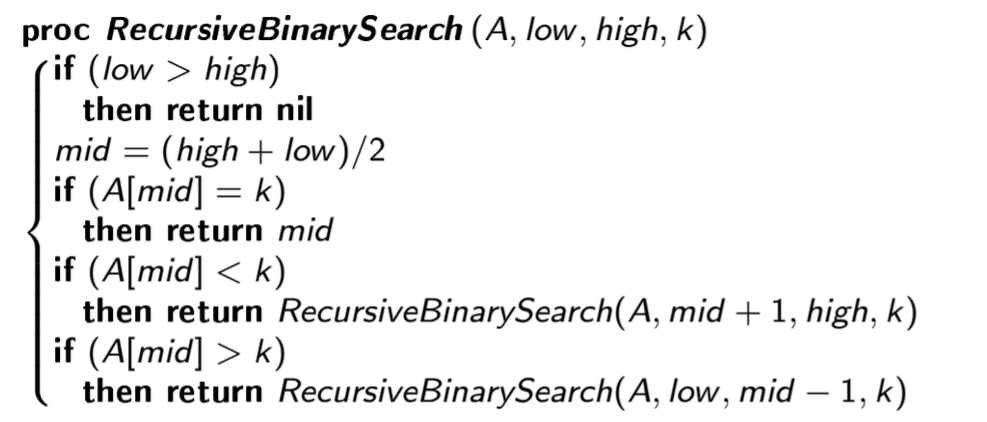 proc RecursiveBinarySearch (A, low, high, k)
if (low > high)
then return nil
mid = (high + low)/2
if (A[mid] = k)
then return mid
if (A[mid] < k)
then return RecursiveBinarySearch(A, mid + 1, high, k)
if (A[mid] > k)
then return RecursiveBinarySearch(A, low, mid − 1, k)